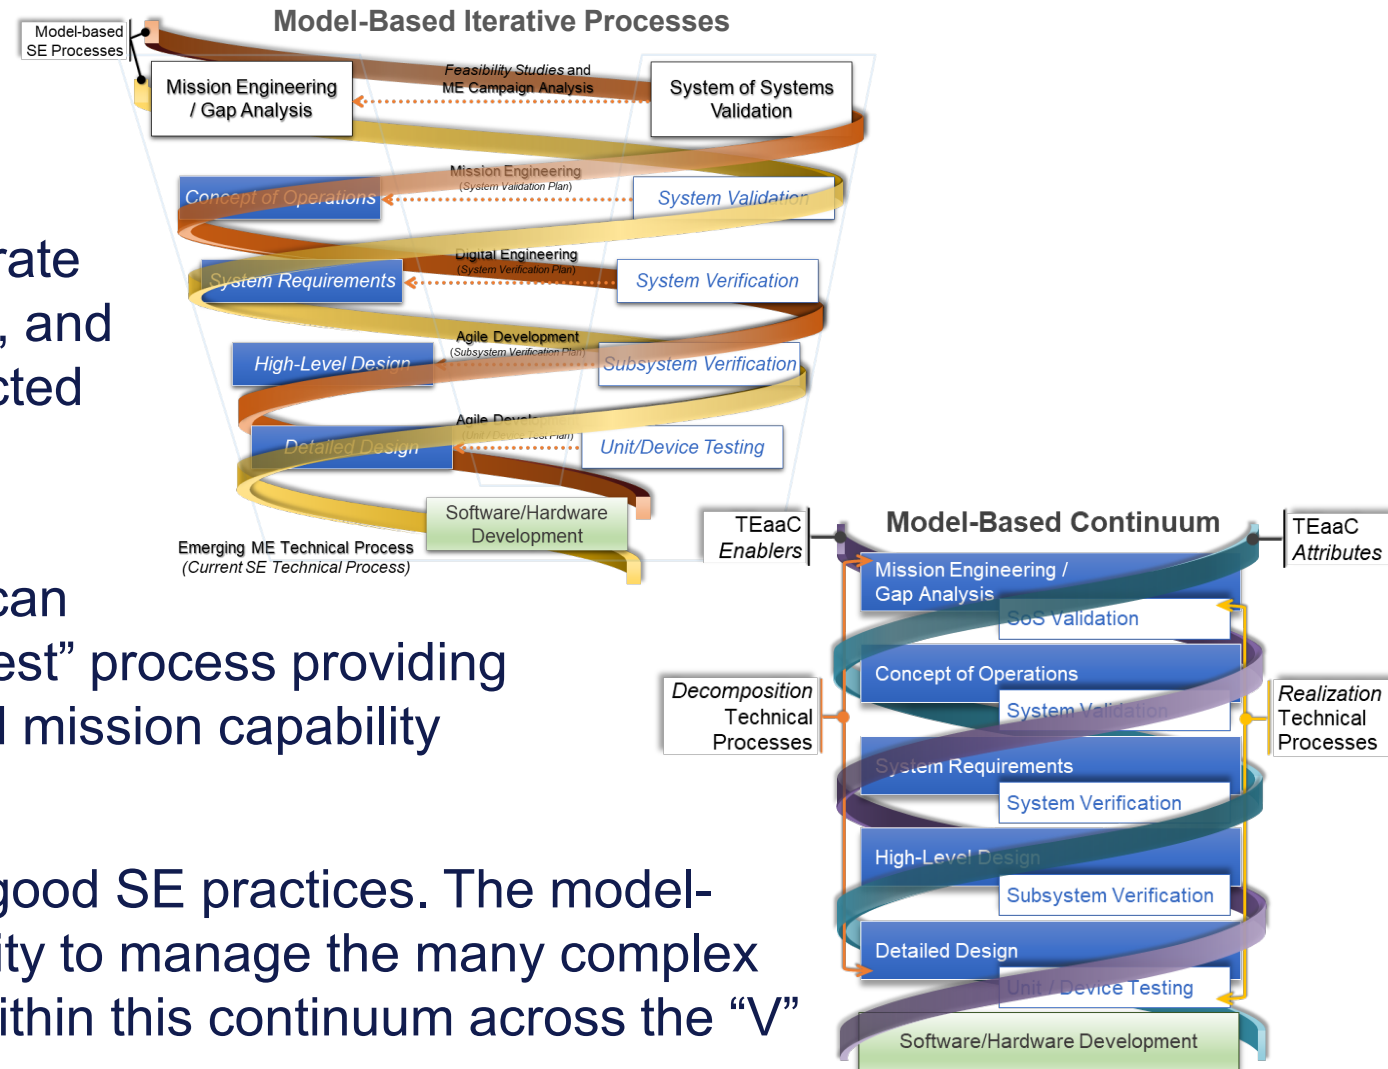 Model-Based Iterative Processes
Model-based
SE Processes
Mission Engineering
/ Gap Analysis
Feasibility Studies and
ME Campaign Analysis
System of Systems
Validation
Concept of Operations
Mission Engineering
(System Validation Plan)
System Validation
System Requirements
Digital Engineering
(System Verification Plan)
System Verification
High-Level Design
Agile Development
(Subsystem Verification Plan)
Subsystem Verification
Detailed Design
Agile Development
(Unit / Device Test Plan)
Unit/Device Testing
Software/Hardware
Development
Emerging ME Technical Process
(Current SE Technical Process)
rate
, and
cted
can
est” process providing
l mission capability
good SE practices. The model-
ity to manage the many complex
ithin this continuum across the “V”
Model-Based Continuum
TEaaC
Enablers
TEaaC
Attributes
Mission Engineering /
Gap Analysis
SoS Validation
Concept of Operations
System Validation
System Requirements
System Verification
High-Level Design
Subsystem Verification
Detailed Design
Unit / Device Testing
Software/Hardware Development
Decomposition
Technical
Processes
Realization
Technical
Processes